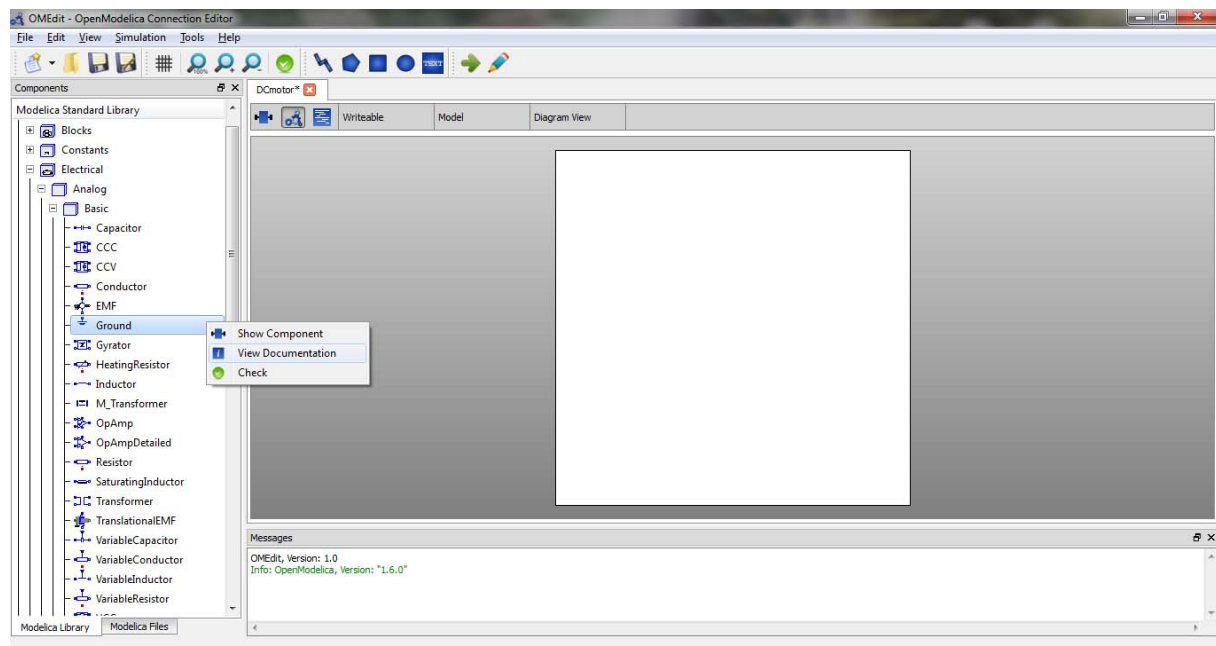 OMEdit - OpenModelica Connection Editor
File Edit View Simulation Tools Help
100%
TEXT
Components
DCmotor*
Modelica Standard Library
Writeable Model Diagram View
Blocks
Constants
Electrical
Analog
Basic
Capacitor
CCC
CCV
Conductor
EMF
Ground
Show Component
View Documentation
Check
Gyrator
HeatingResistor
Inductor
M_Transformer
OpAmp
OpAmpDetailed
Resistor
SaturatingInductor
Transformer
TranslationalEMF
VariableCapacitor
VariableConductor
VariableInductor
VariableResistor
Modelica Library Modelica Files
Messages
OMEdit, Version: 1.0
Info: OpenModelica, Version: "1.6.0"